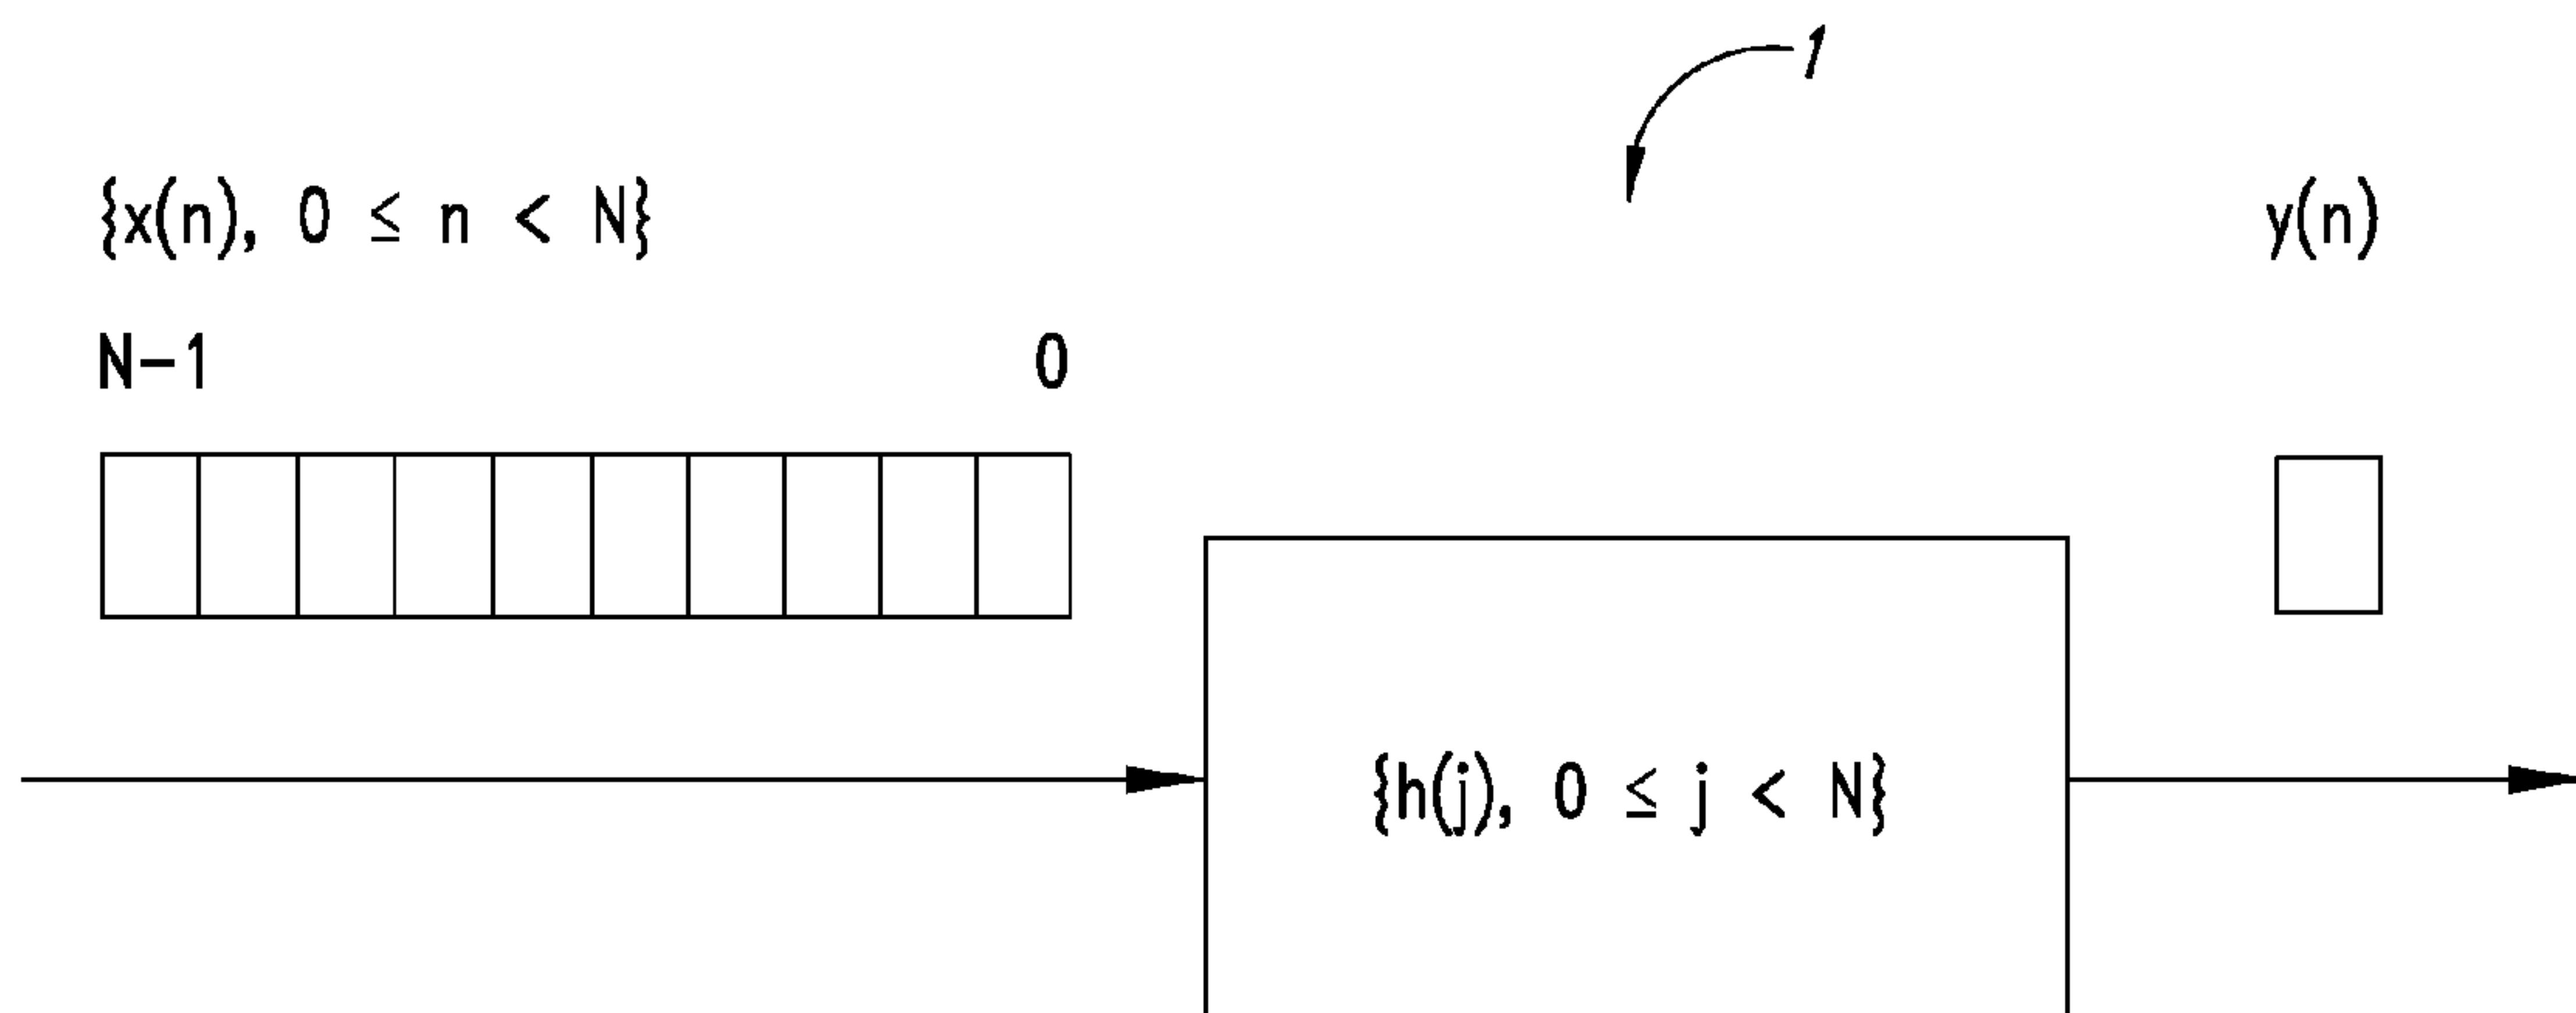 1
{x(n), 0 ≤ n < N}
y(n)
N-1
0
{h(j), 0 ≤ j < N}